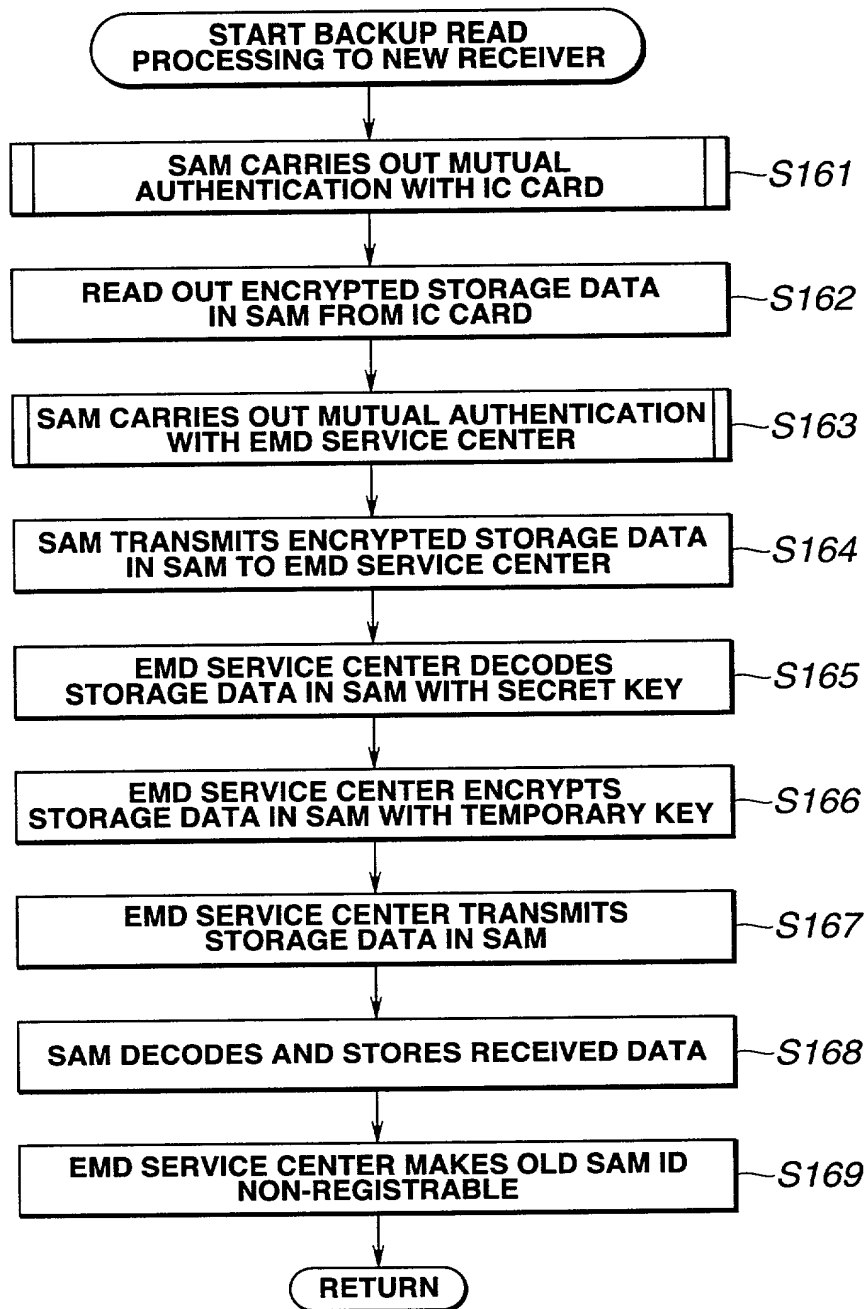 START BACKUP READ
PROCESSING TO NEW RECEIVER
SAM CARRIES OUT MUTUAL
AUTHENTICATION WITH IC CARD
S161
READ OUT ENCRYPTED STORAGE DATA
IN SAM FROM IC CARD
S162
SAM CARRIES OUT MUTUAL AUTHENTICATION
WITH EMD SERVICE CENTER
S163
SAM TRANSMITS ENCRYPTED STORAGE DATA
IN SAM TO EMD SERVICE CENTER
S164
EMD SERVICE CENTER DECODES
STORAGE DATA IN SAM WITH SECRET KEY
S165
EMD SERVICE CENTER ENCRYPTS
STORAGE DATA IN SAM WITH TEMPORARY KEY
S166
EMD SERVICE CENTER TRANSMITS
STORAGE DATA IN SAM
S167
SAM DECODES AND STORES RECEIVED DATA
S168
EMD SERVICE CENTER MAKES OLD SAM ID
NON-REGISTRABLE
S169
RETURN